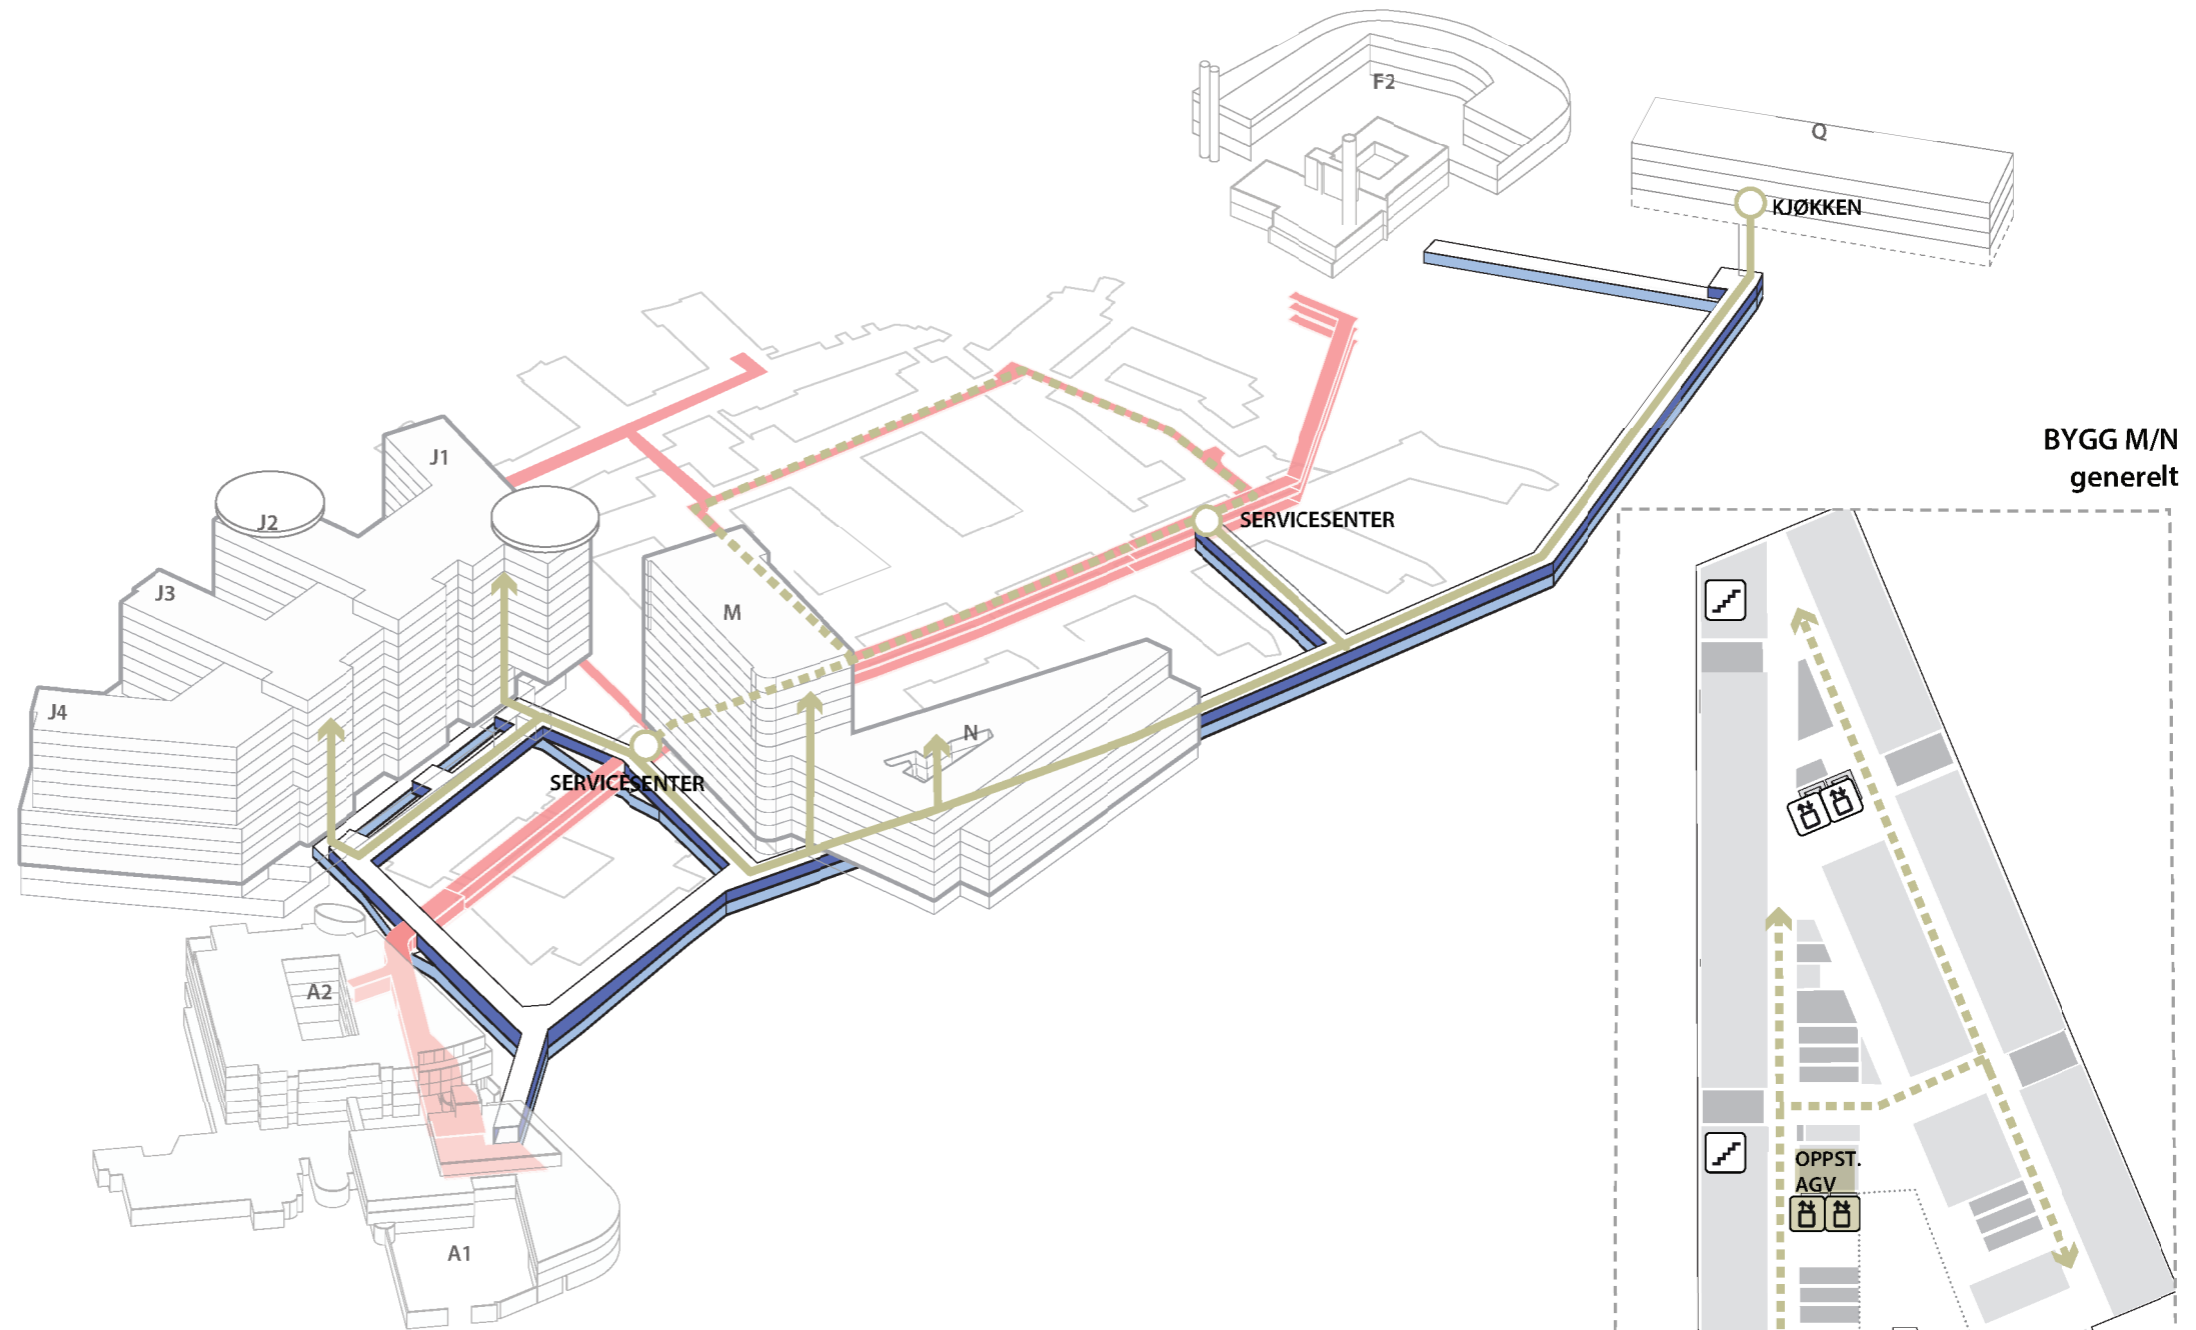 F2
Q
KJØKKEN
BYGG M/N
generelt
J1
J2
SERVICESENTER
J3
M
J4
N
SERVICESENTER
A2
OPPST.
AGV
A1